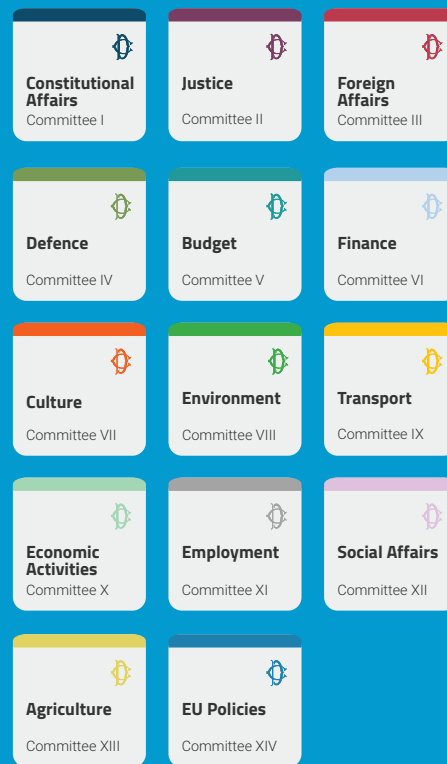 Constitutional
Affairs
Committee I
Justice
Committee II
Foreign
Affairs
Committee III
Defence
Committee IV
Budget
Committee V
Finance
Committee VI
Culture
Committee VII
Environment
Committee VIII
Transport
Committee IX
Economic
Activities
Committee X
Employment
Committee XI
Social Affairs
Committee XII
Agriculture
Committee XIII
EU Policies
Committee XIV